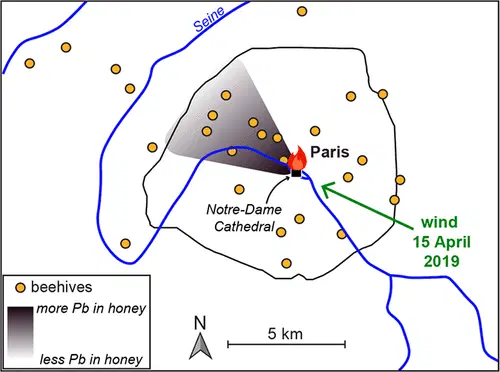 Seine
Paris
Notre-Dame
Cathedral
wind
15 April
2019
beehives
more Pb in honey
less Pb in honey
N
5 km